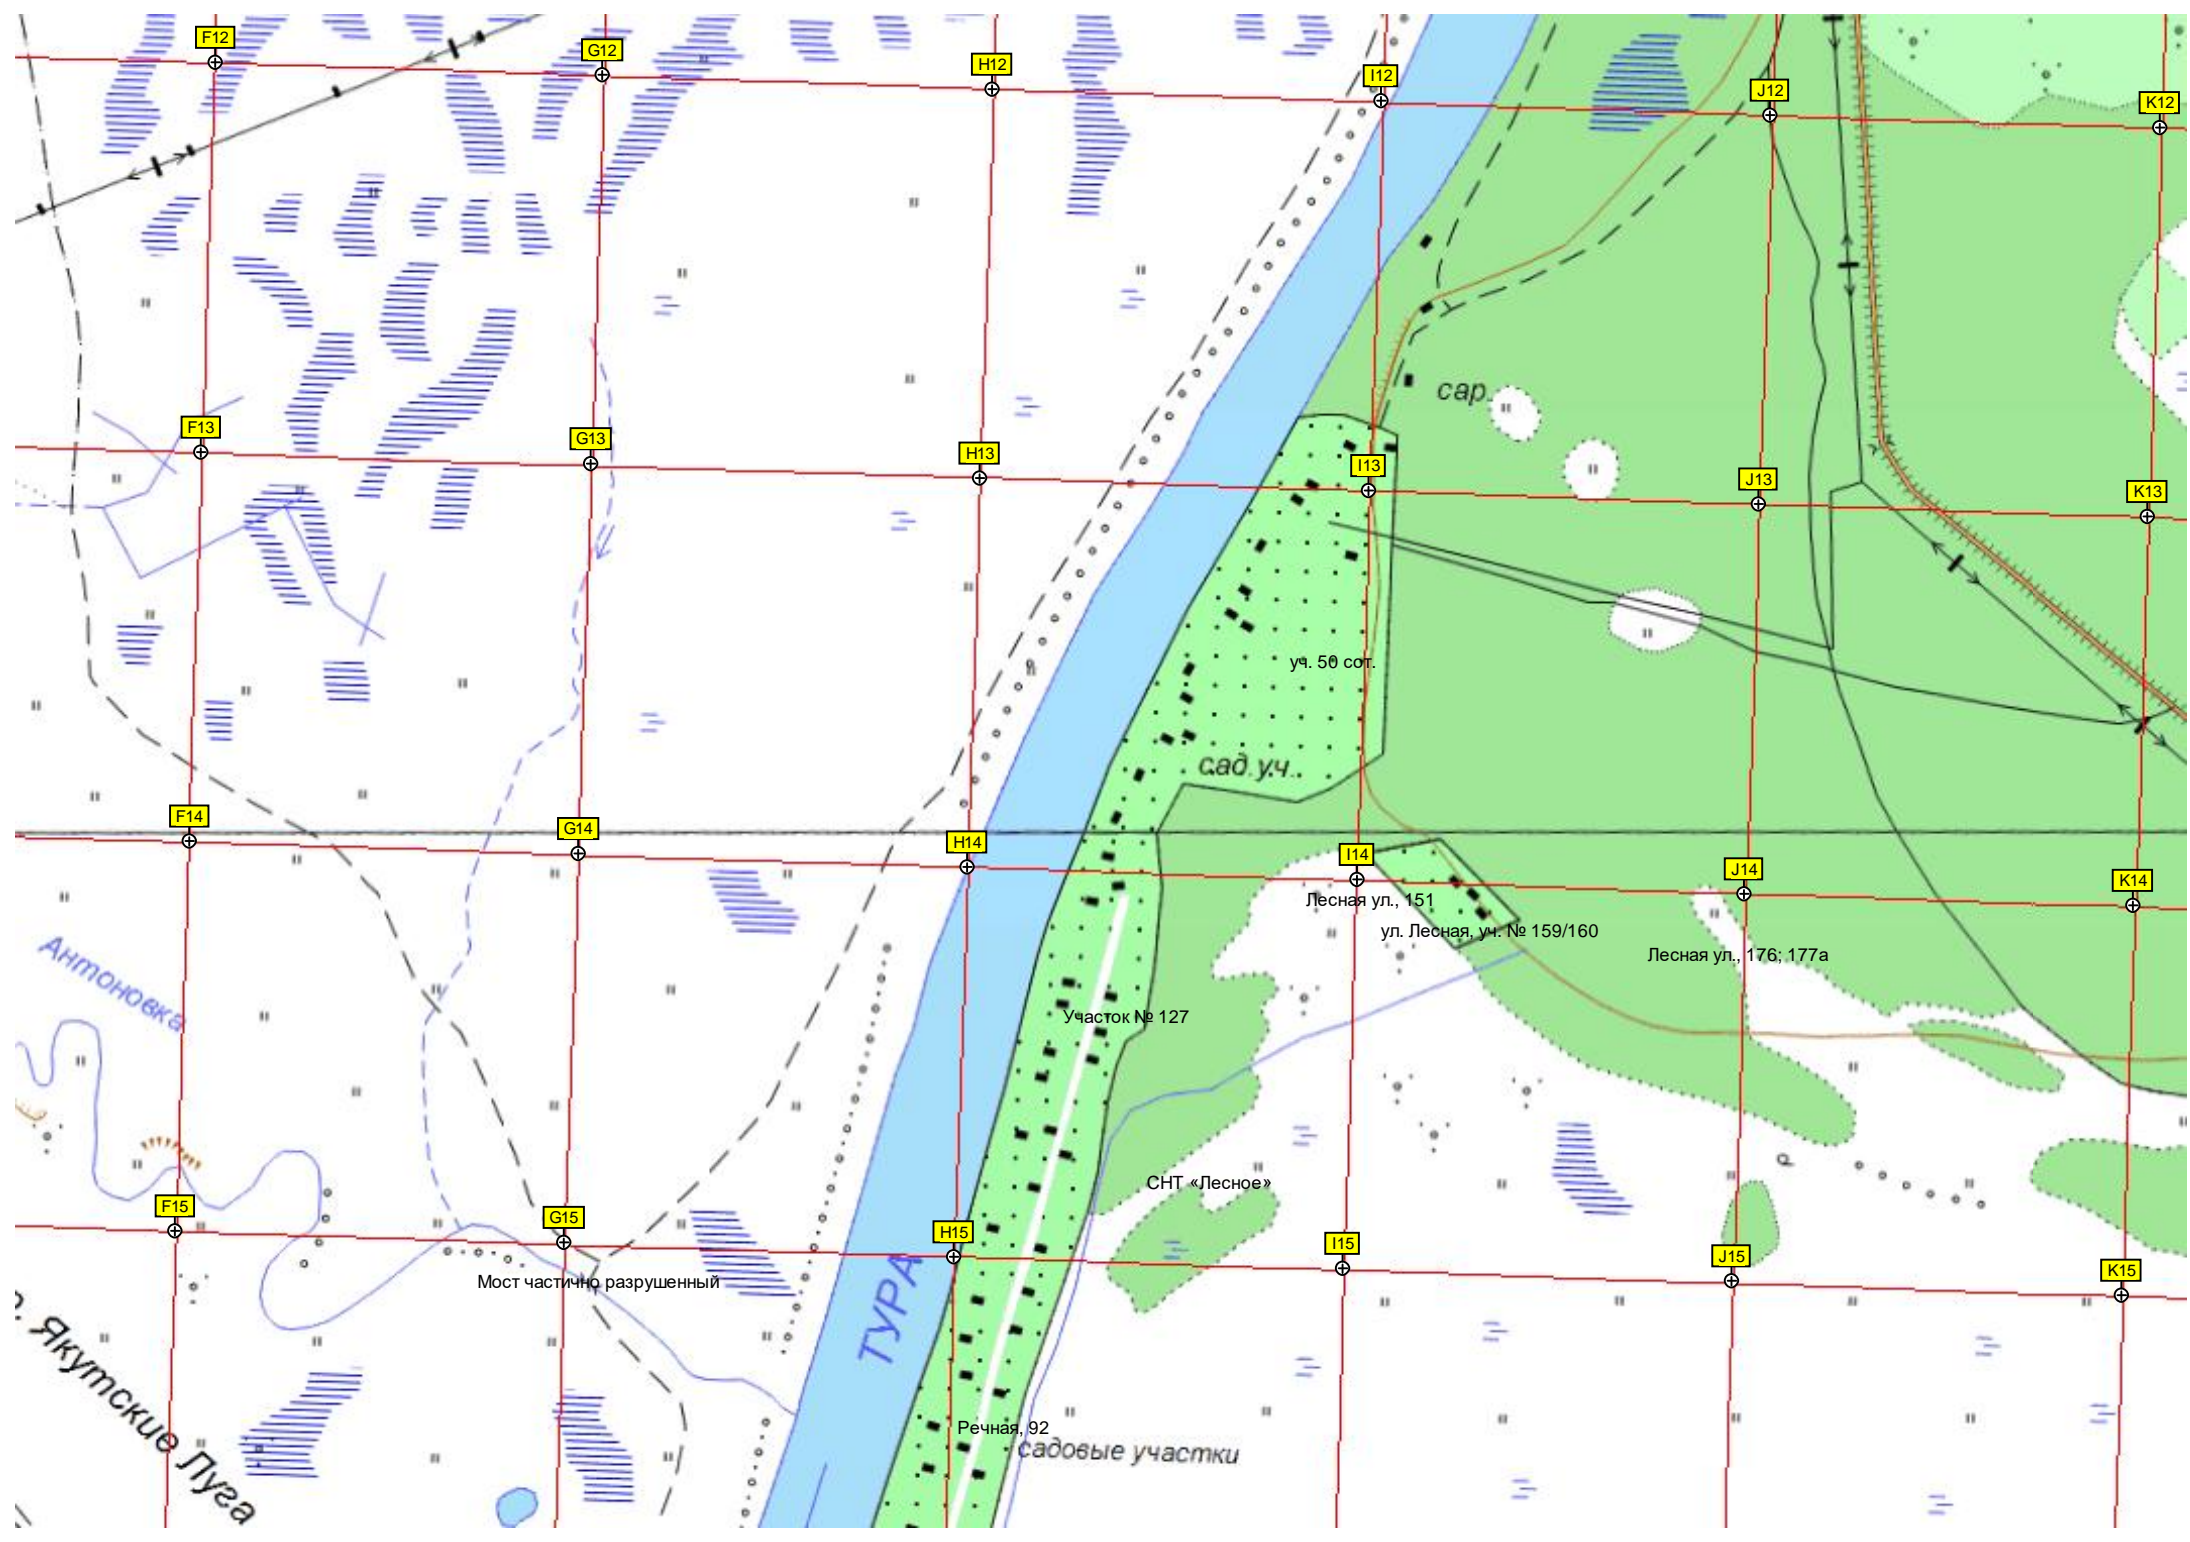 F12
G12
H12
I12
J12
K12
сар.
F13
G13
H13
I13
J13
K13
уч. 50 сот.
сад.уч.
F14
G14
H14
I14
J14
K14
Лесная ул., 151
ул. Лесная, уч. № 159/160
Лесная ул., 176; 177а
Антоновка
Участок № 127
СНТ «Лесное»
F15
G15
H15
I15
J15
K15
Мост частично разрушенный
ТУРА
Якутские Луга
Речная, 92
садовые участки